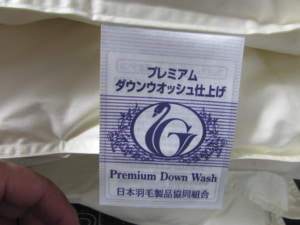 プレミアム
ダウンウオッシュ仕上げ
G
Premium Down Wash
日本羽毛製品協同組合